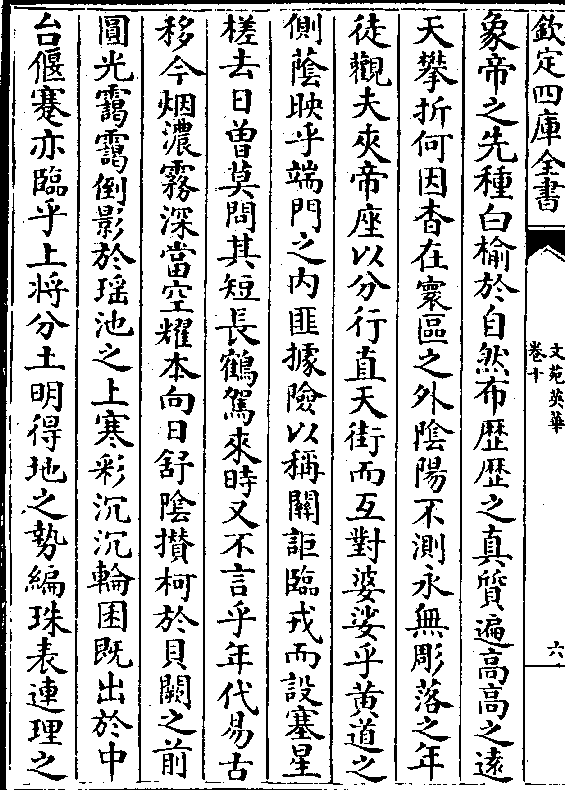 欽定四庫全書
文苑英華
卷十
六
象帝之先種白榆於自然布歷歷之真質遍高高之遠
天攀折何因杳在寰區之外陰陽不測永無彫落之年
徒觀夫夾帝座以分行直天街而互對婆娑乎黄道之
側蔭映乎端門之内匪據險以稱關詎臨戎而設塞星
槎去日曽莫問其短長鶴駕來時又不言乎年代易古
移今烟濃霧深當空耀本向日舒陰攅柯於貝闕之前
圓光靄靄倒影於瑶池之上寒彩沉沉輪囷既出於中
台偃蹇亦臨乎上將分土明得地之勢編珠表連理之